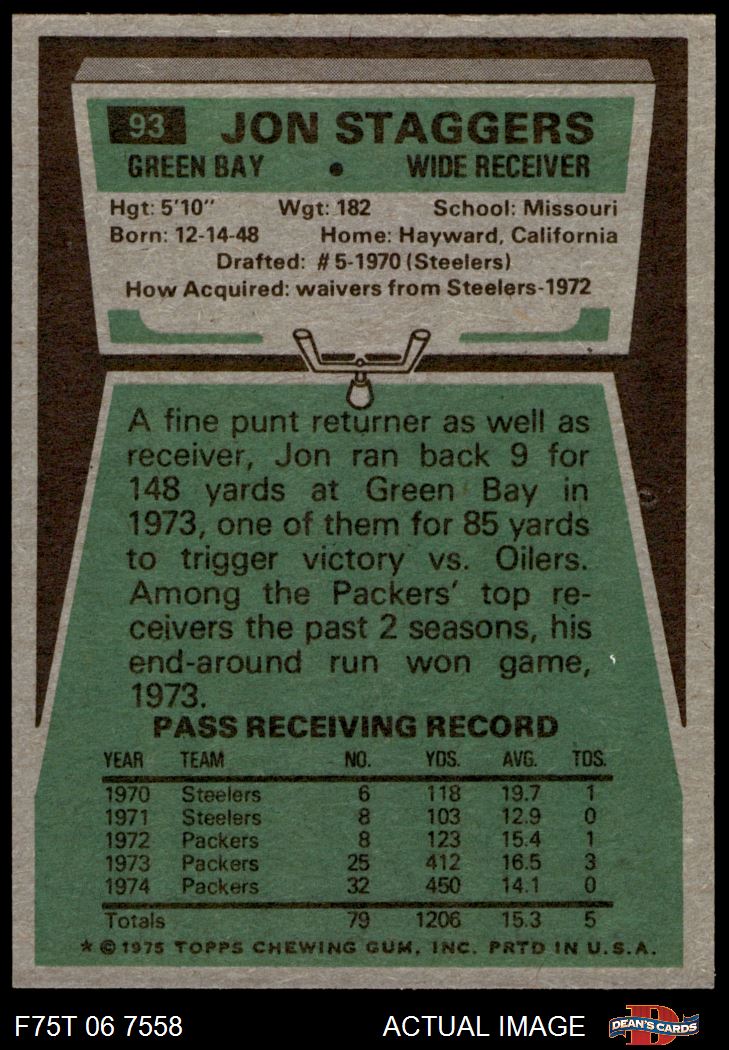 93 JON STAGGERS
GREEN BAY • WIDE RECEIVER
Hgt: 5'10" Wgt: 182 School: Missouri
Born: 12-14-48 Home: Hayward, California
Drafted: #5-1970 (Steelers)
How Acquired: waivers from Steelers-1972
A fine punt returner as well as
receiver, Jon ran back 9 for
148 yards at Green Bay in
1973, one of them for 85 yards
to trigger victory vs. Oilers.
Among the Packers' top re-
ceivers the past 2 seasons, his
end-around run won game,
1973.
PASS RECEIVING RECORD
YEAR TEAM NO. YDS. AVG. TDS.
1970 Steelers 6 118 19.7 1
1971 Steelers 8 103 12.9 0
1972 Packers 8 123 15.4 1
1973 Packers 25 412 16.5 3
1974 Packers 32 450 14.1 0
Totals 79 1206 15.3 5
* © 1975 TOPPS CHEWING GUM, INC. PRTD IN U.S.A.
F75T 06 7558 ACTUAL IMAGE D DEAN'S CARDS